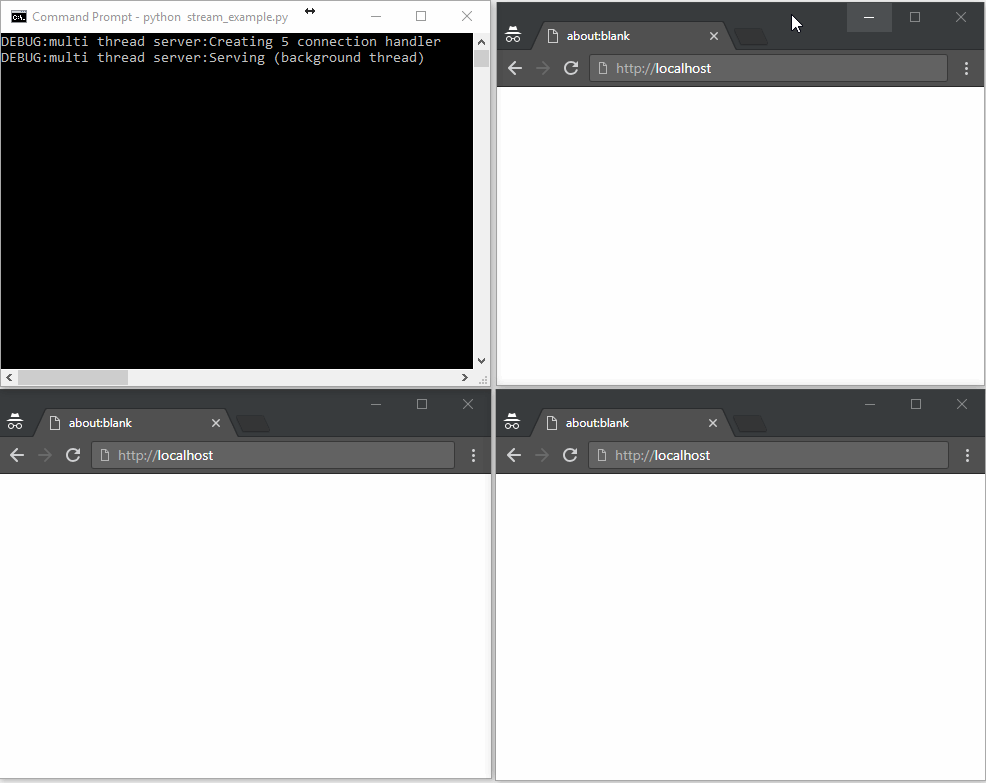 Command Prompt - python  stream_example.py
DEBUG:multi thread server:Creating 5 connection handler
DEBUG:multi thread server:Serving (background thread)
about:blank
http://localhost
about:blank
http://localhost
about:blank
http://localhost